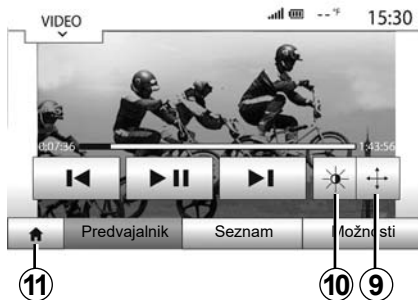 VIDEO
--°F 15:30
0:07:36 1:43:56
Predvajalnik Seznam Možnosti
11 10 9